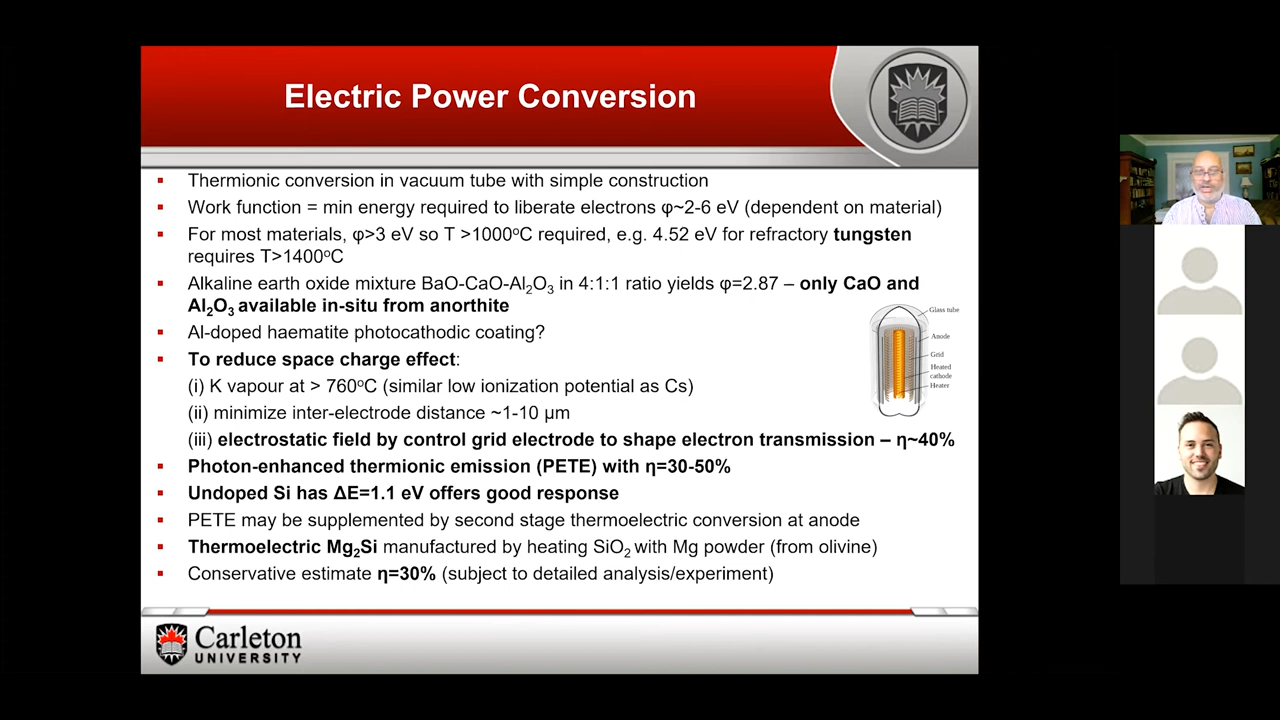 Electric Power Conversion
Thermionic conversion in vacuum tube with simple construction
Work function = min energy required to liberate electrons φ~2-6 eV (dependent on material)
For most materials, φ>3 eV so T >1000°C required, e.g. 4.52 eV for refractory tungsten
requires T>1400°C
Alkaline earth oxide mixture BaO-CaO-Al₂O₃ in 4:1:1 ratio yields φ=2.87 – only CaO and
Al₂O₃ available in-situ from anorthite
Al-doped haematite photocathodic coating?
To reduce space charge effect:
(i) K vapour at > 760°C (similar low ionization potential as Cs)
(ii) minimize inter-electrode distance ~1-10 μm
(iii) electrostatic field by control grid electrode to shape electron transmission – η~40%
Photon-enhanced thermionic emission (PETE) with η=30-50%
Undoped Si has ΔE=1.1 eV offers good response
PETE may be supplemented by second stage thermoelectric conversion at anode
Thermoelectric Mg₂Si manufactured by heating SiO₂ with Mg powder (from olivine)
Conservative estimate η=30% (subject to detailed analysis/experiment)
Glass tube
Anode
Grid
Heated
cathode
Heater
Carleton
UNIVERSITY